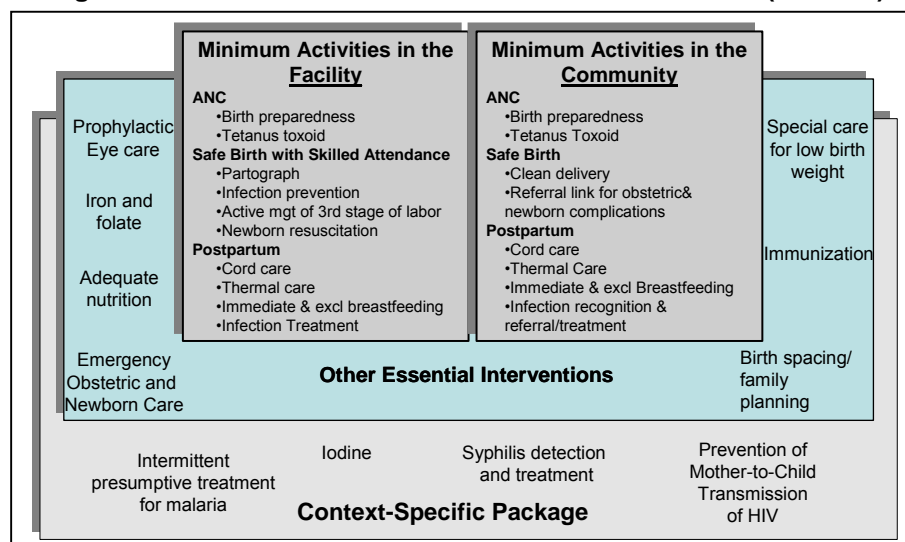 Minimum Activities in the
Facility
ANC
•Birth preparedness
•Tetanus toxoid
Safe Birth with Skilled Attendance
•Partograph
•Infection prevention
•Active mgt of 3rd stage of labor
•Newborn resuscitation
Postpartum
•Cord care
•Thermal care
•Immediate & excl breastfeeding
•Infection Treatment
Minimum Activities in the
Community
ANC
•Birth preparedness
•Tetanus Toxoid
Safe Birth
•Clean delivery
•Referral link for obstetric&
newborn complications
Postpartum
•Cord care
•Thermal Care
•Immediate & excl Breastfeeding
•Infection recognition &
referral/treatment
Prophylactic
Eye care
Iron and
folate
Adequate
nutrition
Emergency
Obstetric and
Newborn Care
Other Essential Interventions
Special care
for low birth
weight
Immunization
Birth spacing/
family
planning
Intermittent
presumptive treatment
for malaria
Iodine
Syphilis detection
and treatment
Prevention of
Mother-to-Child
Transmission
of HIV
Context-Specific Package